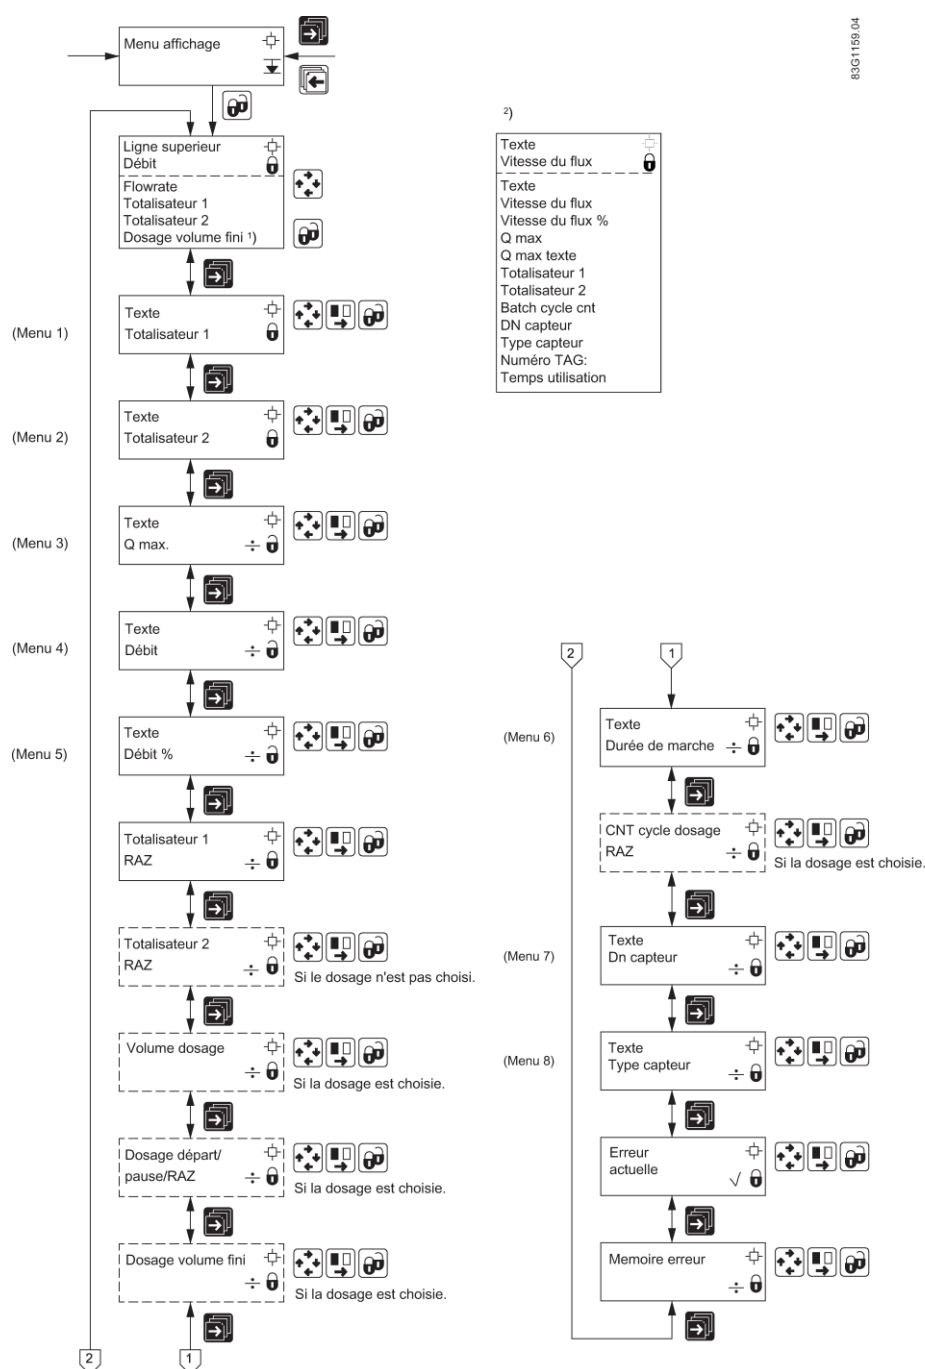 83G1159.04
Menu affichage
Ligne superieur
Débit
Flowrate
Totalisateur 1
Totalisateur 2
Dosage volume fini ¹)
(Menu 1)
Texte
Totalisateur 1
(Menu 2)
Texte
Totalisateur 2
(Menu 3)
Texte
Q max.
(Menu 4)
Texte
Débit
(Menu 5)
Texte
Débit %
Totalisateur 1
RAZ
Totalisateur 2
RAZ
Si le dosage n'est pas choisi.
Volume dosage
Si la dosage est choisie.
Dosage départ/
pause/RAZ
Si la dosage est choisie.
Dosage volume fini
Si la dosage est choisie.
2
1
²)
Texte
Vitesse du flux
Texte
Vitesse du flux
Vitesse du flux %
Q max
Q max texte
Totalisateur 1
Totalisateur 2
Batch cycle cnt
DN capteur
Type capteur
Numéro TAG:
Temps utilisation
2
1
(Menu 6)
Texte
Durée de marche
CNT cycle dosage
RAZ
Si la dosage est choisie.
(Menu 7)
Texte
Dn capteur
(Menu 8)
Texte
Type capteur
Erreur
actuelle
Memoire erreur